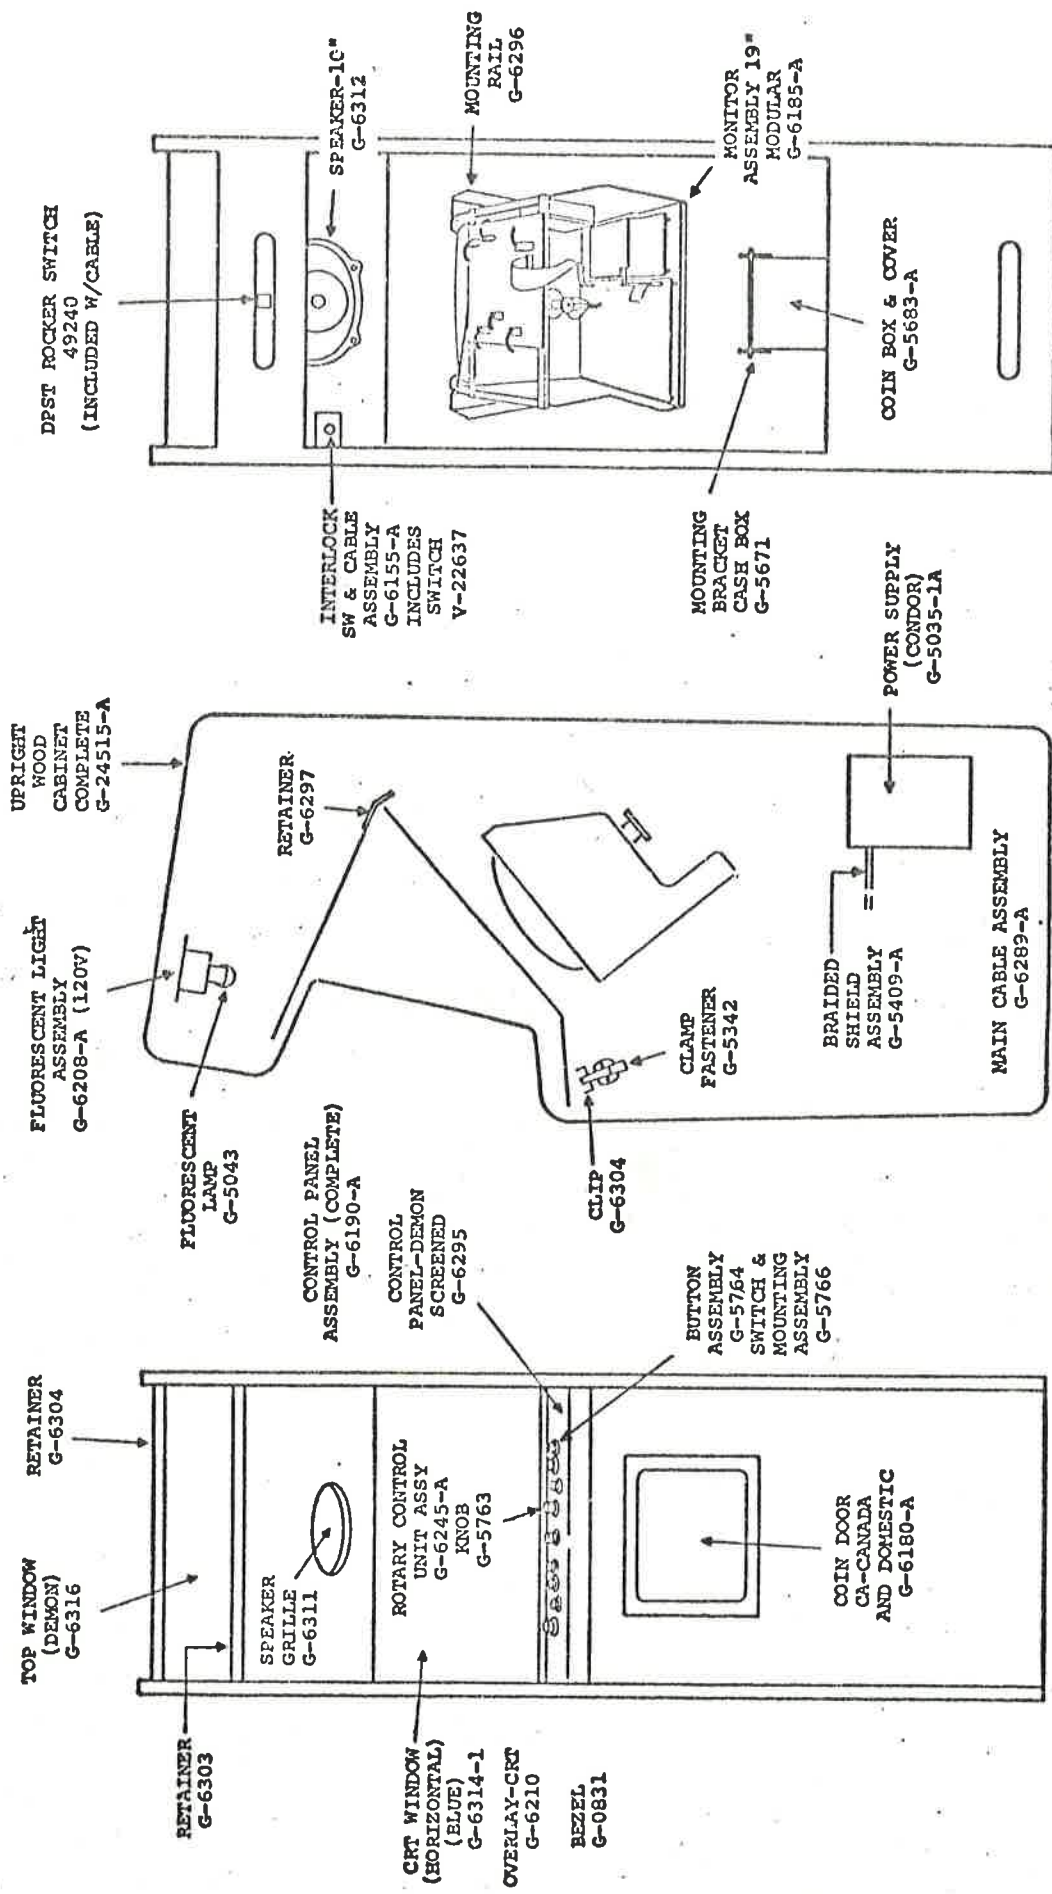 TOP WINDOW
(DEMON)
G-6316
RETAINER
G-6304
RETAINER
G-6303
SPEAKER
GRILLE
G-6311
CRT WINDOW
(HORIZONTAL)
(BLUE)
G-6314-1
OVERLAY-CRT
G-6210
BEZEL
G-0831
ROTARY CONTROL
UNIT ASSY
G-6245-A
KNOB
G-5763
CONTROL PANEL
ASSEMBLY (COMPLETE)
G-6190-A
CONTROL
PANEL-DEMON
SCREENED
G-6295
BUTTON
ASSEMBLY
G-5764
SWITCH &
MOUNTING
ASSEMBLY
G-5766
COIN DOOR
CA-CANADA
AND DOMESTIC
G-6180-A
FLUORESCENT LIGHT
ASSEMBLY
G-6208-A (120V)
UPRIGHT
WOOD
CABINET
COMPLETE
G-24515-A
FLUORESCENT
LAMP
G-5043
RETAINER
G-6297
CLIP
G-6304
CLAMP
FASTENER
G-5342
BRAIDED
SHIELD
ASSEMBLY
G-5409-A
POWER SUPPLY
(CONDOR)
G-5035-1A
MAIN CABLE ASSEMBLY
G-6289-A
DPST ROCKER SWITCH
49240
(INCLUDED W/CABLE)
SPEAKER-10"
G-6312
INTERLOCK
SW & CABLE
ASSEMBLY
G-6155-A
INCLUDES
SWITCH
V-22637
MOUNTING
RAIL
G-6296
MONITOR
ASSEMBLY 19"
MODULAR
G-6185-A
MOUNTING
BRACKET
CASH BOX
G-5671
COIN BOX & COVER
G-5683-A